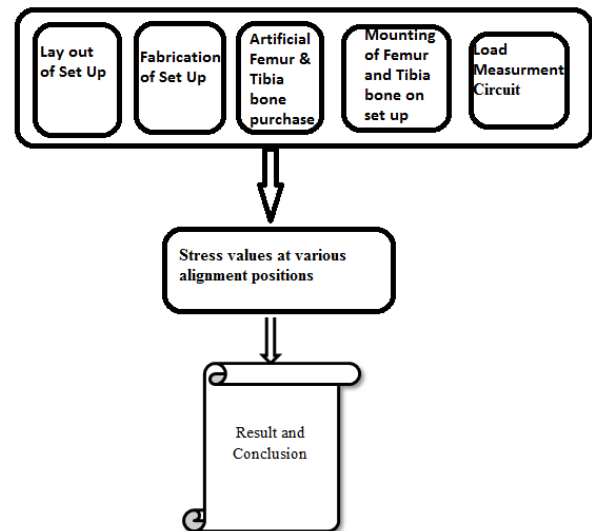 Lay out
of Set Up
Fabrication
of Set Up
Artificial
Femur &
Tibia
bone
purchase
Mounting
of Femur
and Tibia
bone on
set up
Load
Measurment
Circuit
Stress values at various
alignment positions
Result and
Conclusion